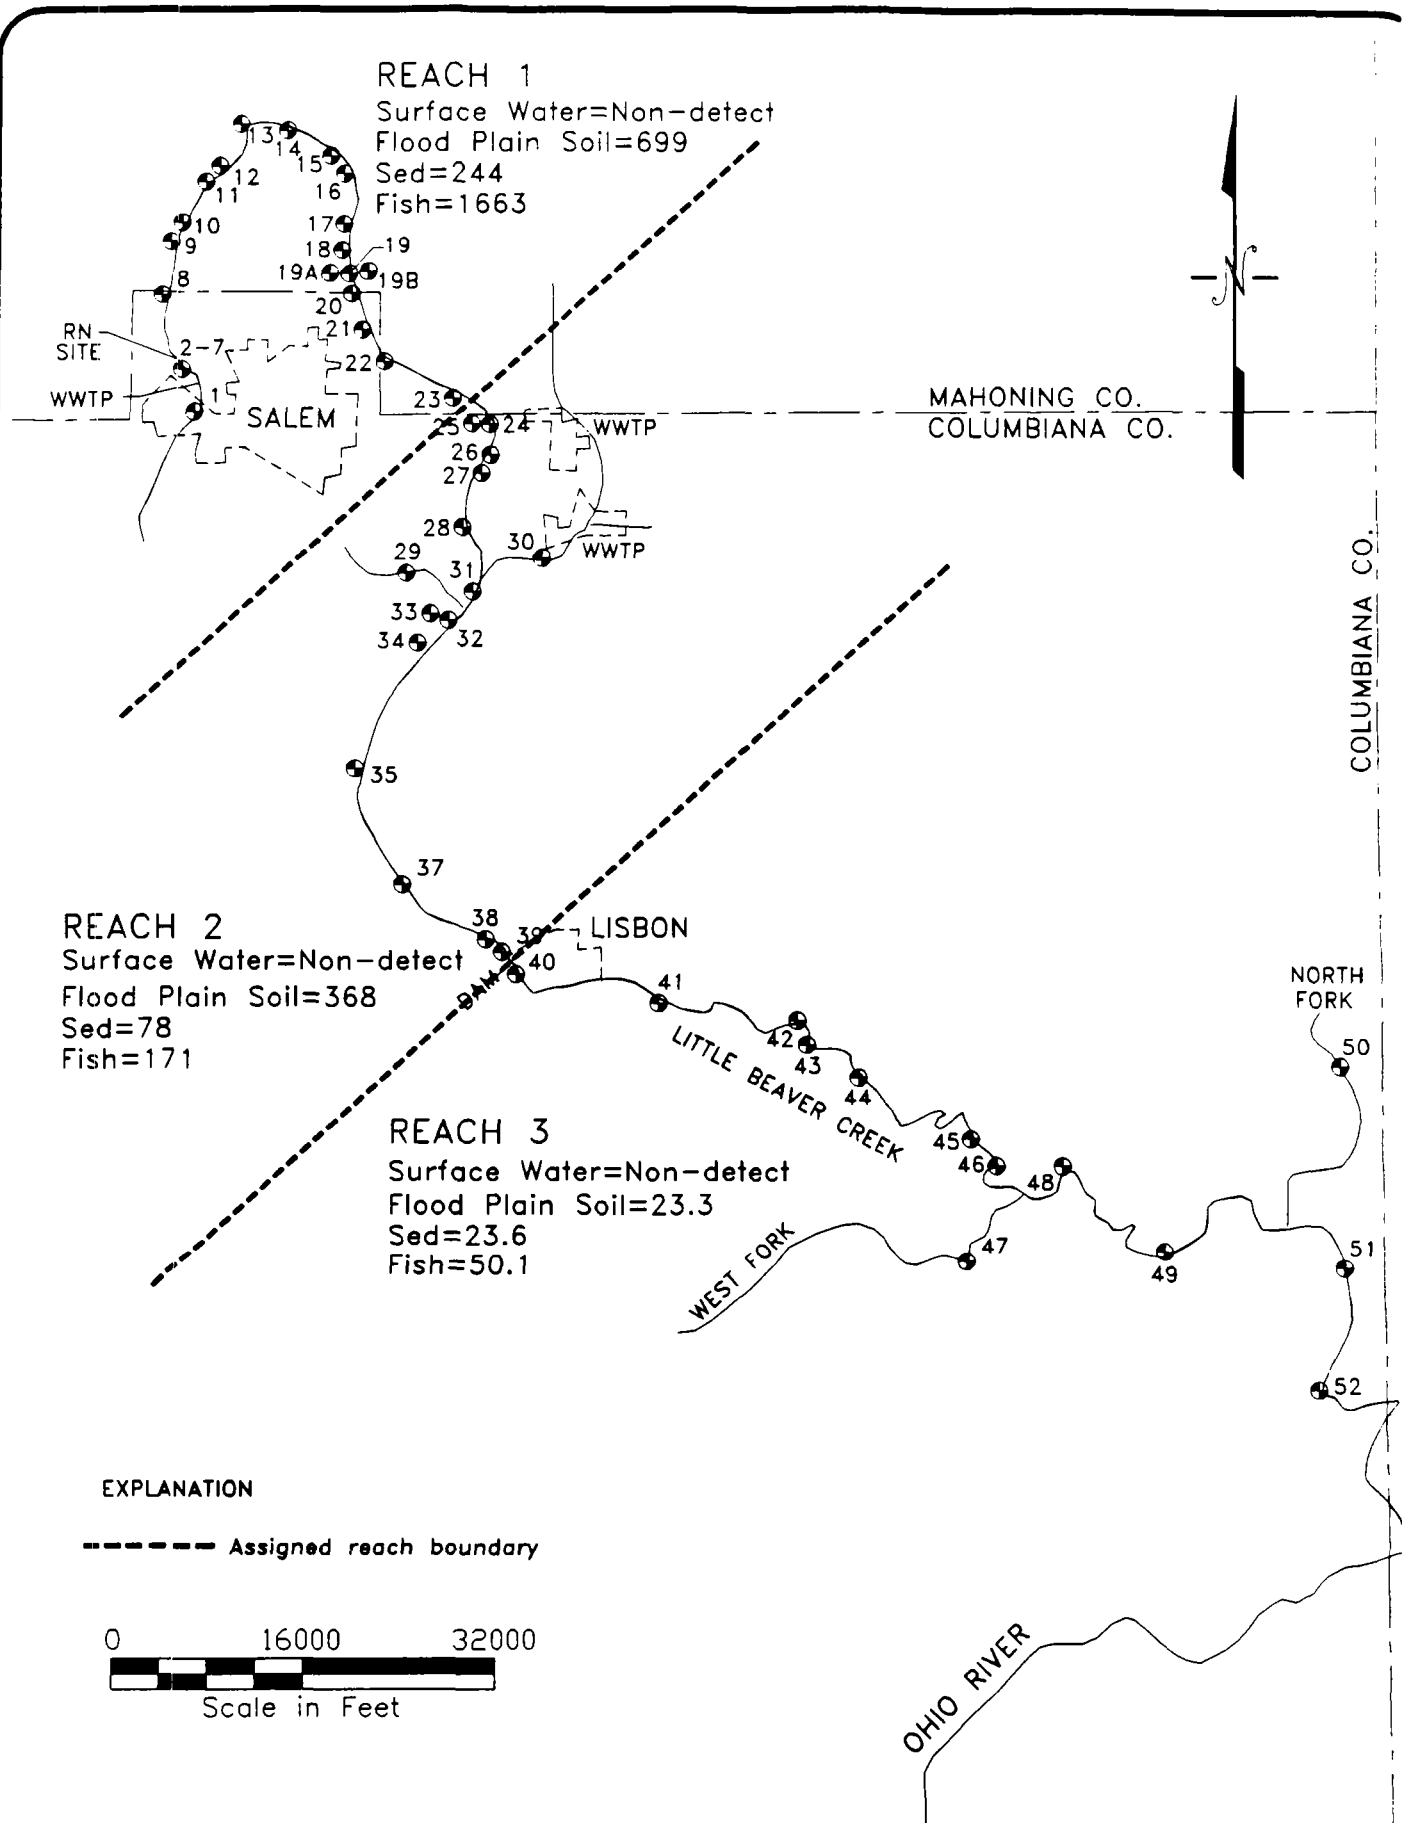 REACH 1
Surface Water=Non-detect
Flood Plain Soil=699
Sed=244
Fish=1663
13
14
15
12
16
11
10
17
9
18
19
19A
19B
8
20
RN
SITE
2-7
21
22
WWTP
1
SALEM
23
MAHONING CO.
COLUMBIANA CO.
25
24
WWTP
26
27
28
30
WWTP
29
31
33
32
34
N
COLUMBIANA CO.
35
37
REACH 2
Surface Water=Non-detect
Flood Plain Soil=368
Sed=78
Fish=171
38
39
LISBON
40
DAM
41
42
43
44
LITTLE BEAVER CREEK
NORTH
FORK
50
45
46
48
REACH 3
Surface Water=Non-detect
Flood Plain Soil=23.3
Sed=23.6
Fish=50.1
WEST FORK
47
49
51
52
EXPLANATION
Assigned reach boundary
0 16000 32000
Scale in Feet
OHIO RIVER